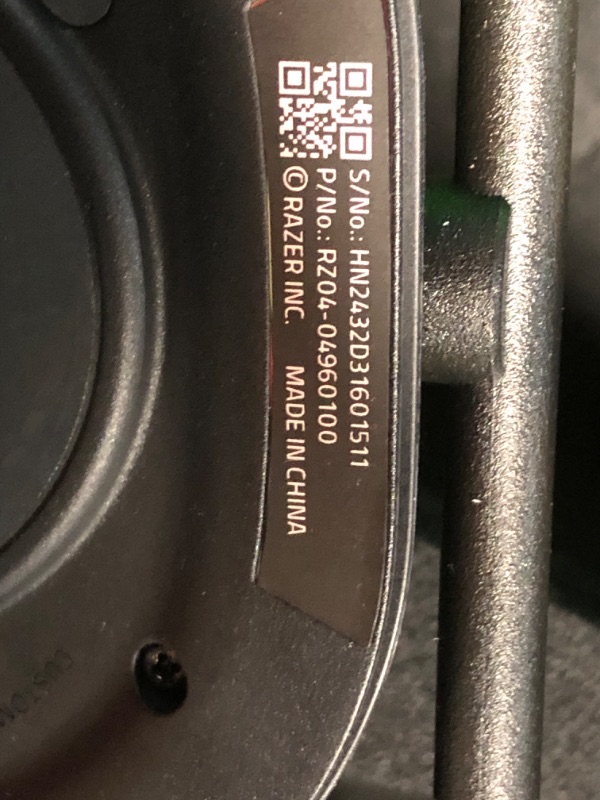 S/No.: HN2432D31601511
P/No.: RZ04-04960100
© RAZER INC. MADE IN CHINA